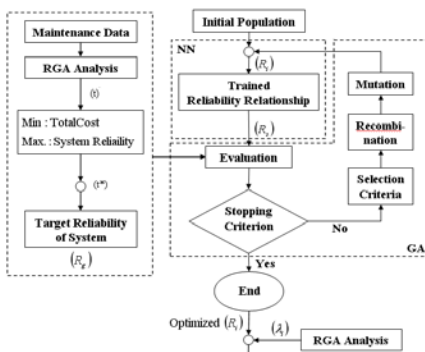 Maintenance Data
RGA Analysis
(t)
Min : TotalCost
Max. : System Reliaility
(t*)
Target Reliability
of System
Initial Population
NN
(R_i)
Trained
Reliability Relationship
(R_s)
Evaluation
Stopping
Criterion
No
Yes
End
Mutation
Recombi-
nation
Selection
Criteria
GA
Optimized (R_i)
(λ_i)
RGA Analysis